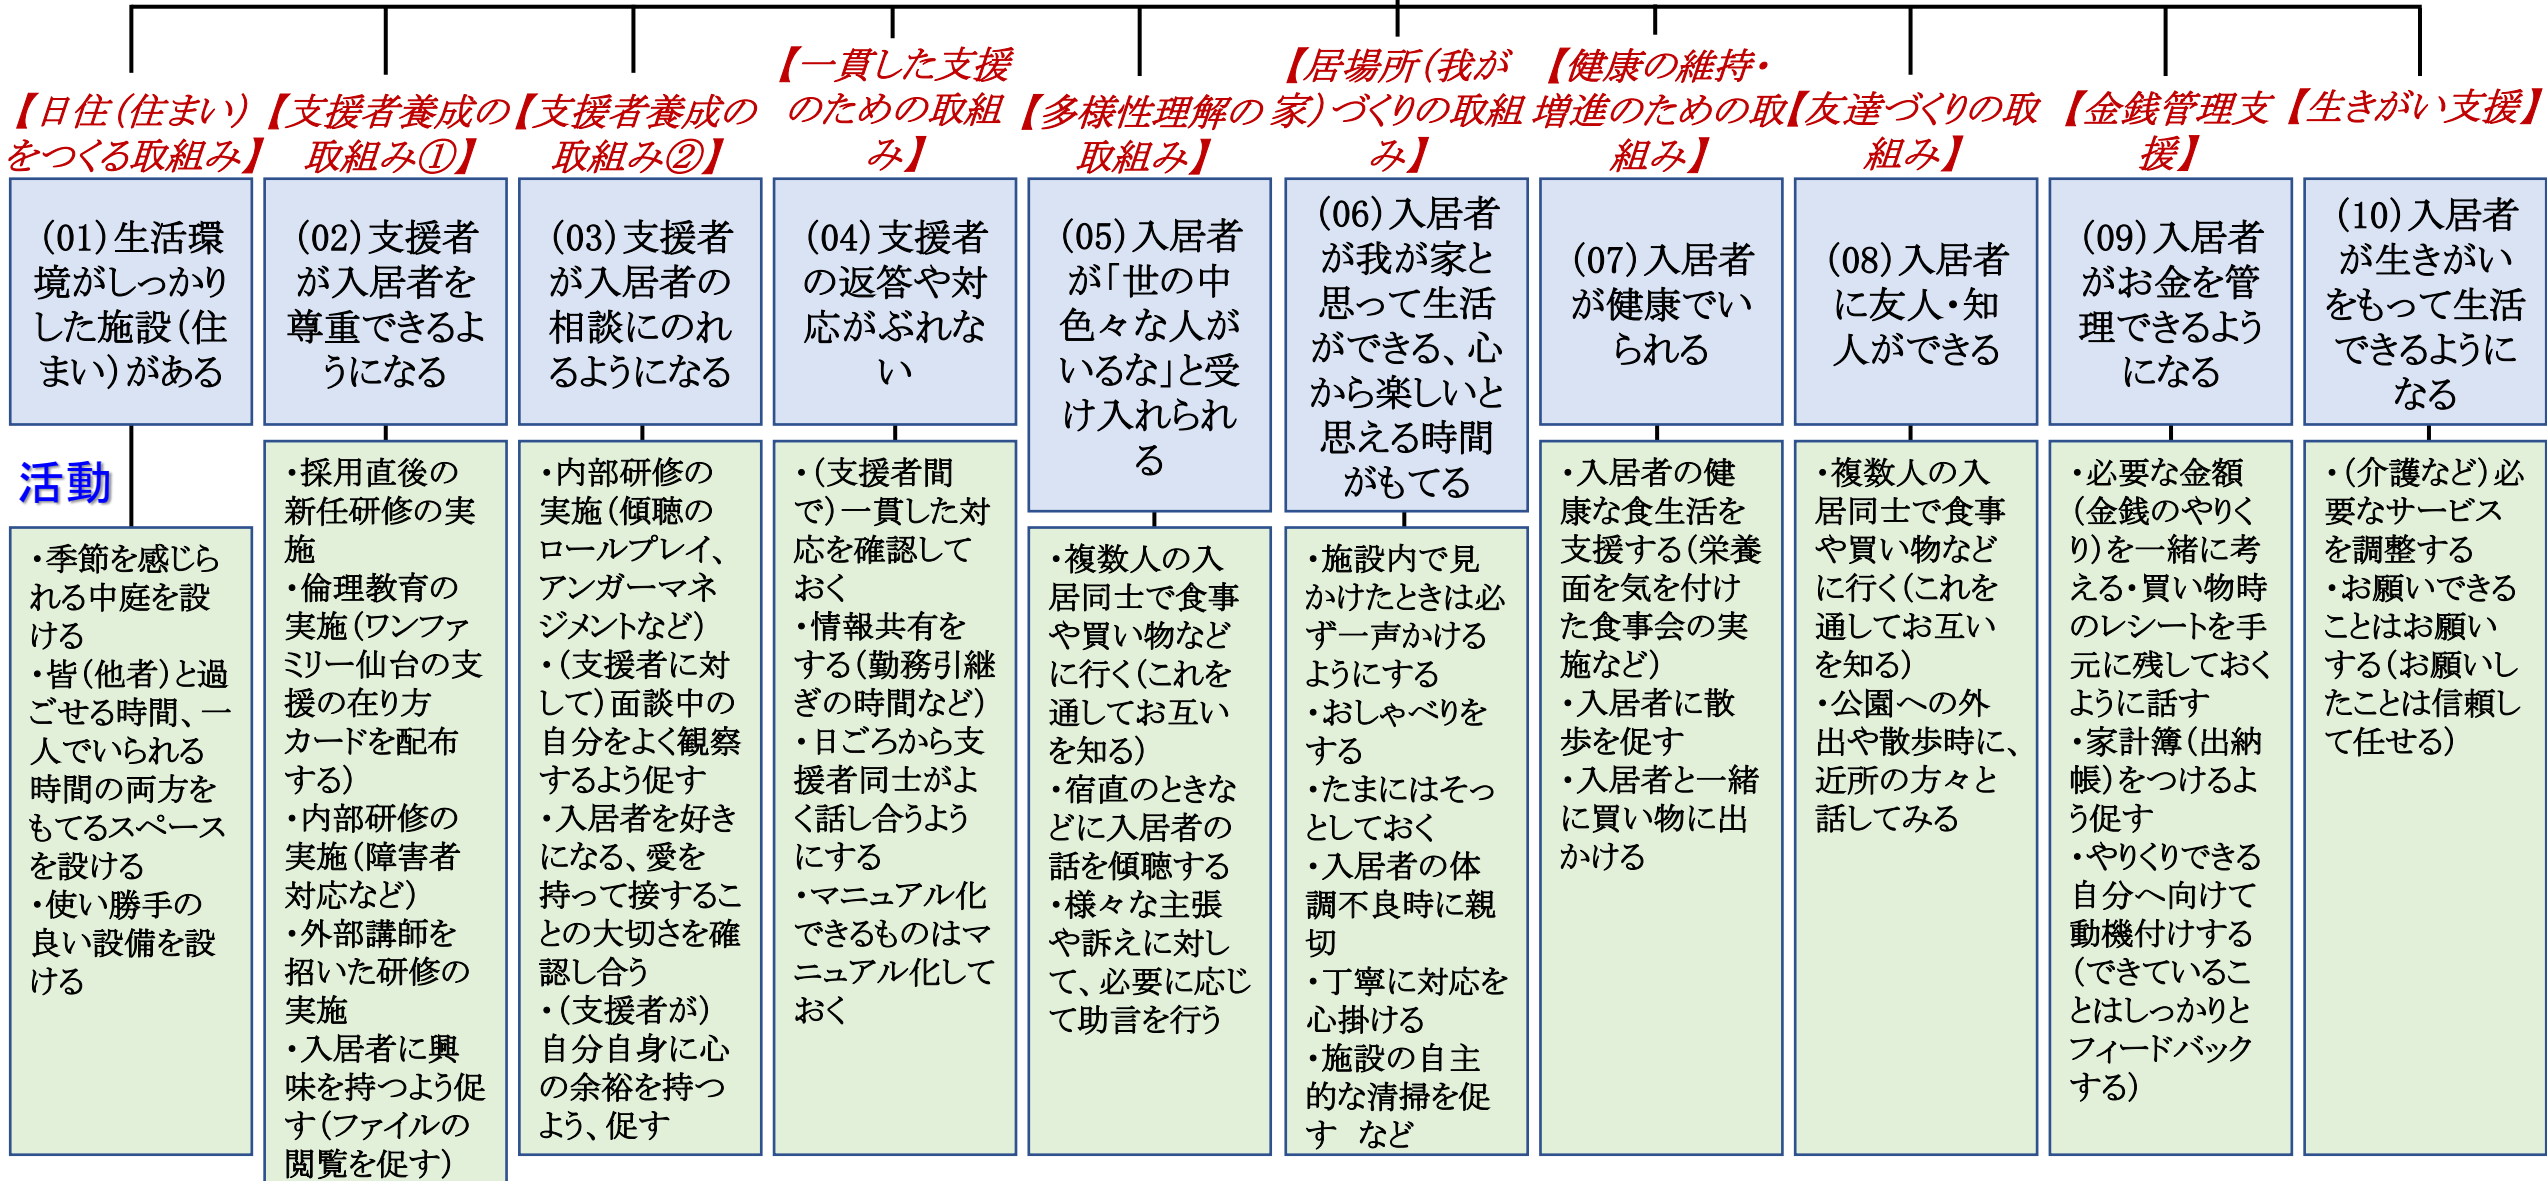 【日住（住まい）
をつくる取組み】
(01)生活環
境がしっかり
した施設（住
まい）がある
活動
・季節を感じら
れる中庭を設
ける
・皆（他者）と過
ごせる時間、一
人でいられる
時間の両方を
もてるスペース
を設ける
・使い勝手の
良い設備を設
ける
【支援者養成の
取組み①】
(02)支援者
が入居者を
尊重できるよ
うになる
・採用直後の
新任研修の実
施
・倫理教育の
実施（ワンファ
ミリー仙台の支
援の在り方
カードを配布
する）
・内部研修の
実施（障害者
対応など）
・外部講師を
招いた研修の
実施
・入居者に興
味を持つよう促
す（ファイルの
閲覧を促す）
【支援者養成の
取組み②】
(03)支援者
が入居者の
相談にのれ
るようになる
・内部研修の
実施（傾聴の
ロールプレイ、
アンガーマネ
ジメントなど）
・（支援者に対
して）面談中の
自分をよく観察
するよう促す
・入居者を好き
になる、愛を
持って接するこ
との大切さを確
認し合う
・（支援者が）
自分自身に心
の余裕を持つ
よう、促す
【一貫した支援
のための取組
み】
(04)支援者
の返答や対
応がぶれな
い
・（支援者間
で）一貫した対
応を確認して
おく
・情報共有を
する（勤務引継
ぎの時間など）
・日ごろから支
援者同士がよ
く話し合うよう
にする
・マニュアル化
できるものはマ
ニュアル化して
おく
【多様性理解の
取組み】
(05)入居者
が「世の中
色々な人が
いるな」と受
け入れられ
る
・複数人の入
居同士で食事
や買い物など
に行く（これを
通してお互い
を知る）
・宿直のときな
どに入居者の
話を傾聴する
・様々な主張
や訴えに対し
て、必要に応じ
て助言を行う
【居場所（我が
家）づくりの取組
み】
(06)入居者
が我が家と
思って生活
ができる、心
から楽しいと
思える時間
がもてる
・施設内で見
かけたときは必
ず一声かける
ようにする
・おしゃべりを
する
・たまにはそっ
としておく
・入居者の体
調不良時に親
切
・丁寧に対応を
心掛ける
・施設の自主
的な清掃を促
す　など
【健康の維持・
増進のための取
組み】
(07)入居者
が健康でい
られる
・入居者の健
康な食生活を
支援する（栄養
面を気を付け
た食事会の実
施など）
・入居者に散
歩を促す
・入居者と一緒
に買い物に出
かける
【友達づくりの取
組み】
(08)入居者
に友人・知
人ができる
・複数人の入
居同士で食事
や買い物など
に行く（これを
通してお互い
を知る）
・公園への外
出や散歩時に、
近所の方々と
話してみる
【金銭管理支
援】
(09)入居者
がお金を管
理できるよう
になる
・必要な金額
（金銭のやりく
り）を一緒に考
える・買い物時
のレシートを手
元に残しておく
ように話す
・家計簿（出納
帳）をつけるよ
う促す
・やりくりできる
自分へ向けて
動機付けする
（できているこ
とはしっかりと
フィードバック
する）
【生きがい支援】
(10)入居者
が生きがい
をもって生活
できるように
なる
・（介護など）必
要なサービス
を調整する
・お願いできる
ことはお願い
する（お願いし
たことは信頼し
て任せる）